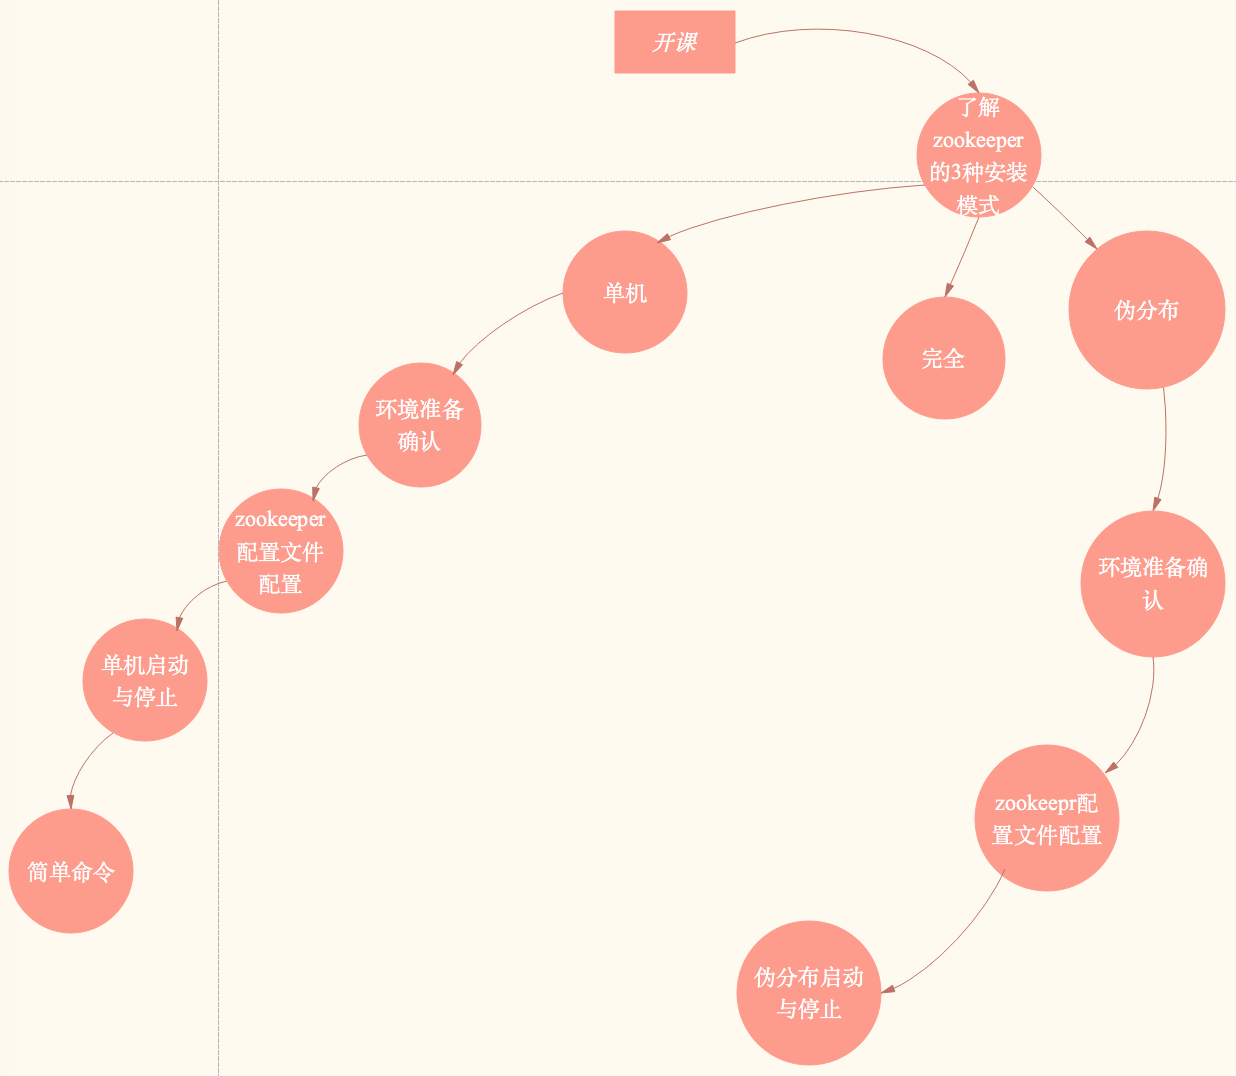 开课
了解
zookeeper
的3种安装
模式
单机
完全
伪分布
环境准备
确认
zookeeper
配置文件
配置
单机启动
与停止
简单命令
环境准备确
认
zookeepr配
置文件配置
伪分布启动
与停止